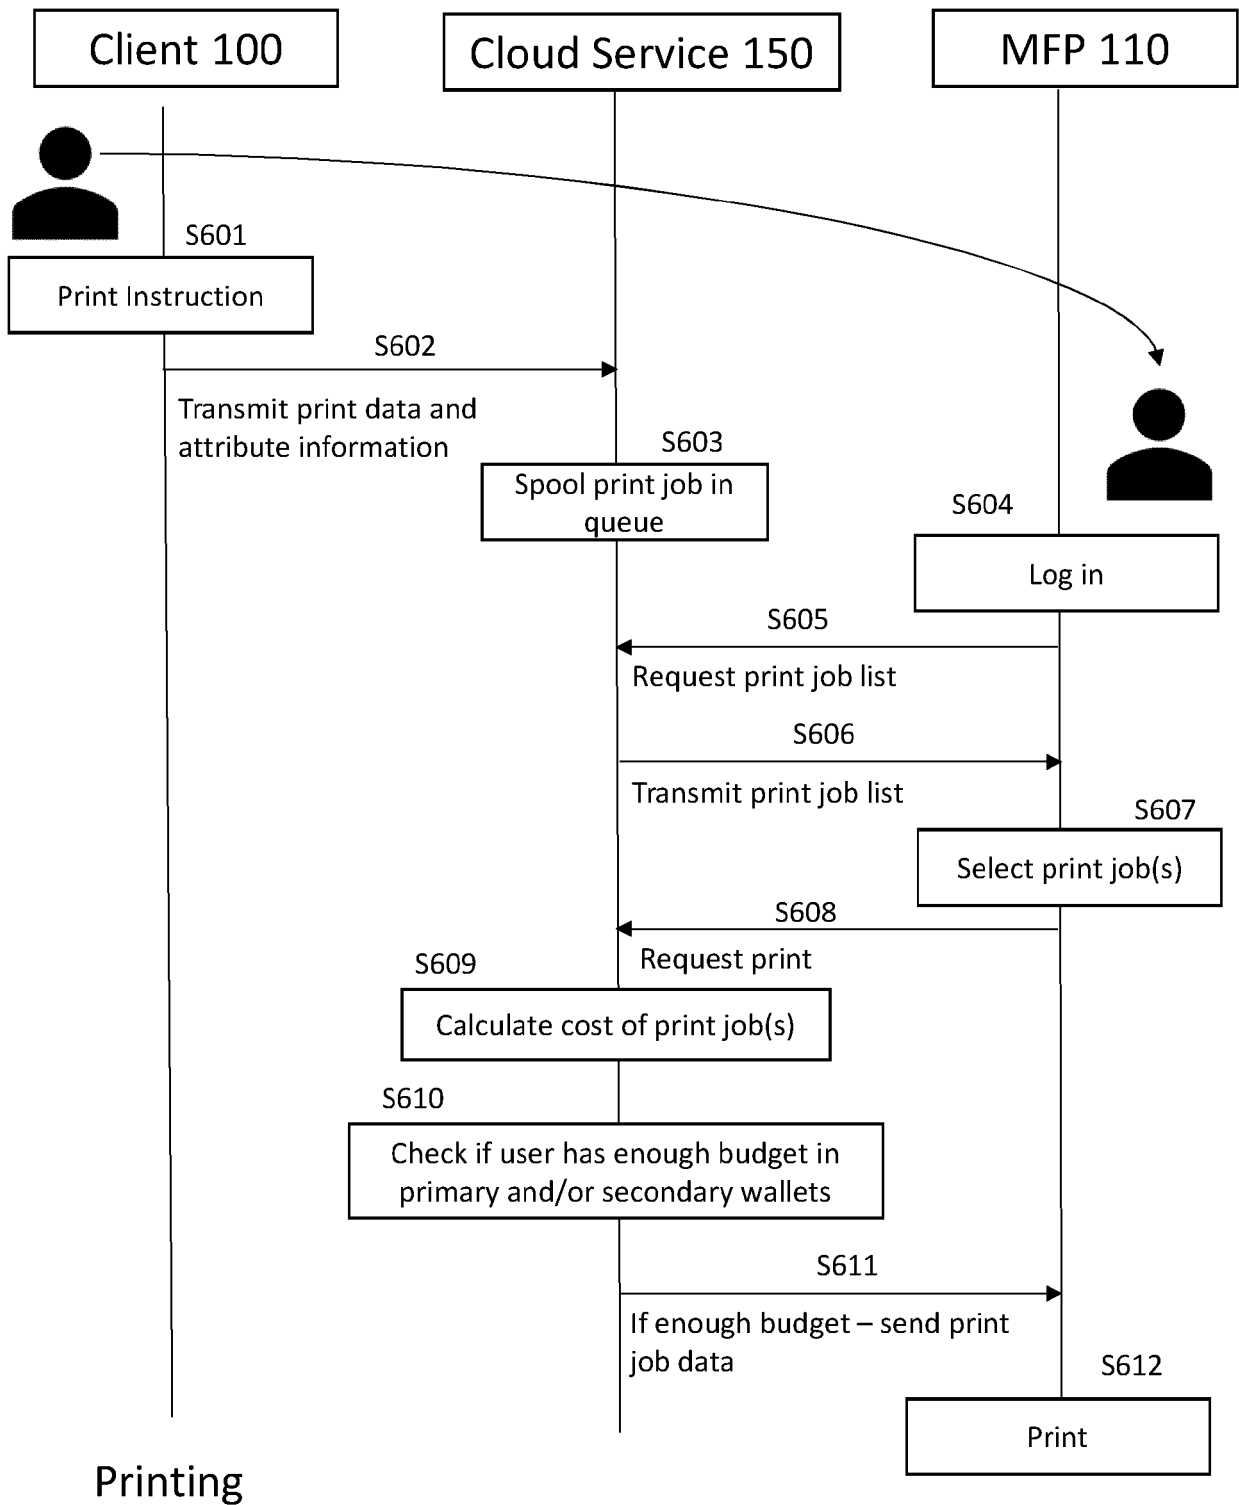 Client 100
Cloud Service 150
MFP 110
S601
Print Instruction
S602
Transmit print data and
attribute information
S603
Spool print job in
queue
S604
Log in
S605
Request print job list
S606
Transmit print job list
S607
Select print job(s)
S608
Request print
S609
Calculate cost of print job(s)
S610
Check if user has enough budget in
primary and/or secondary wallets
S611
If enough budget – send print
job data
S612
Print
Printing